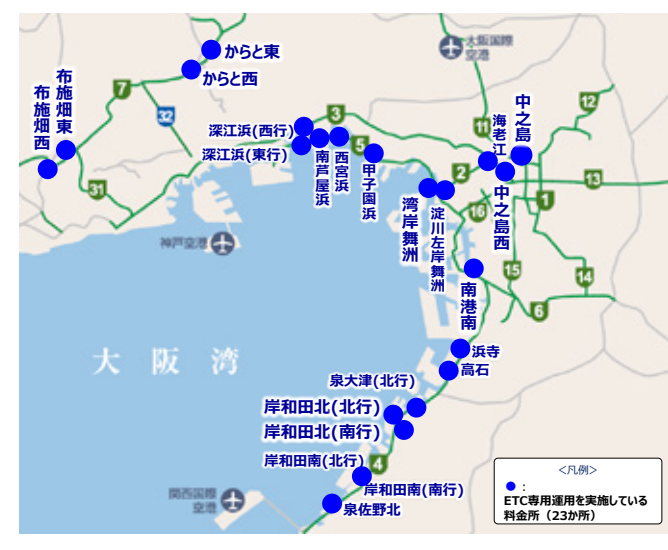 からと東
からと西
大阪国際
空港
布施畑西
布施畑東
7
32
31
深江浜(西行)
深江浜(東行)
3
5
南芦屋浜
西宮浜
甲子園浜
11
海老江
中之島
12
2
中之島西
13
1
湾岸舞洲
淀川左岸舞洲
16
15
14
神戸空港
南港南
6
大阪湾
浜寺
高石
泉大津(北行)
岸和田北(北行)
岸和田北(南行)
岸和田南(北行)
4
岸和田南(南行)
関西国際
空港
泉佐野北
<凡例>
:
ETC専用運用を実施している
料金所(23か所)